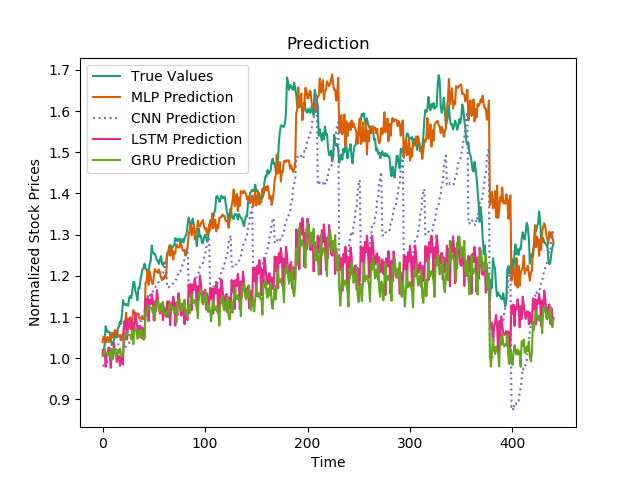 Prediction
True Values
MLP Prediction
CNN Prediction
LSTM Prediction
GRU Prediction
1.7
1.6
1.5
1.4
1.3
1.2
1.1
1.0
0.9
Normalized Stock Prices
0 100 200 300 400
Time